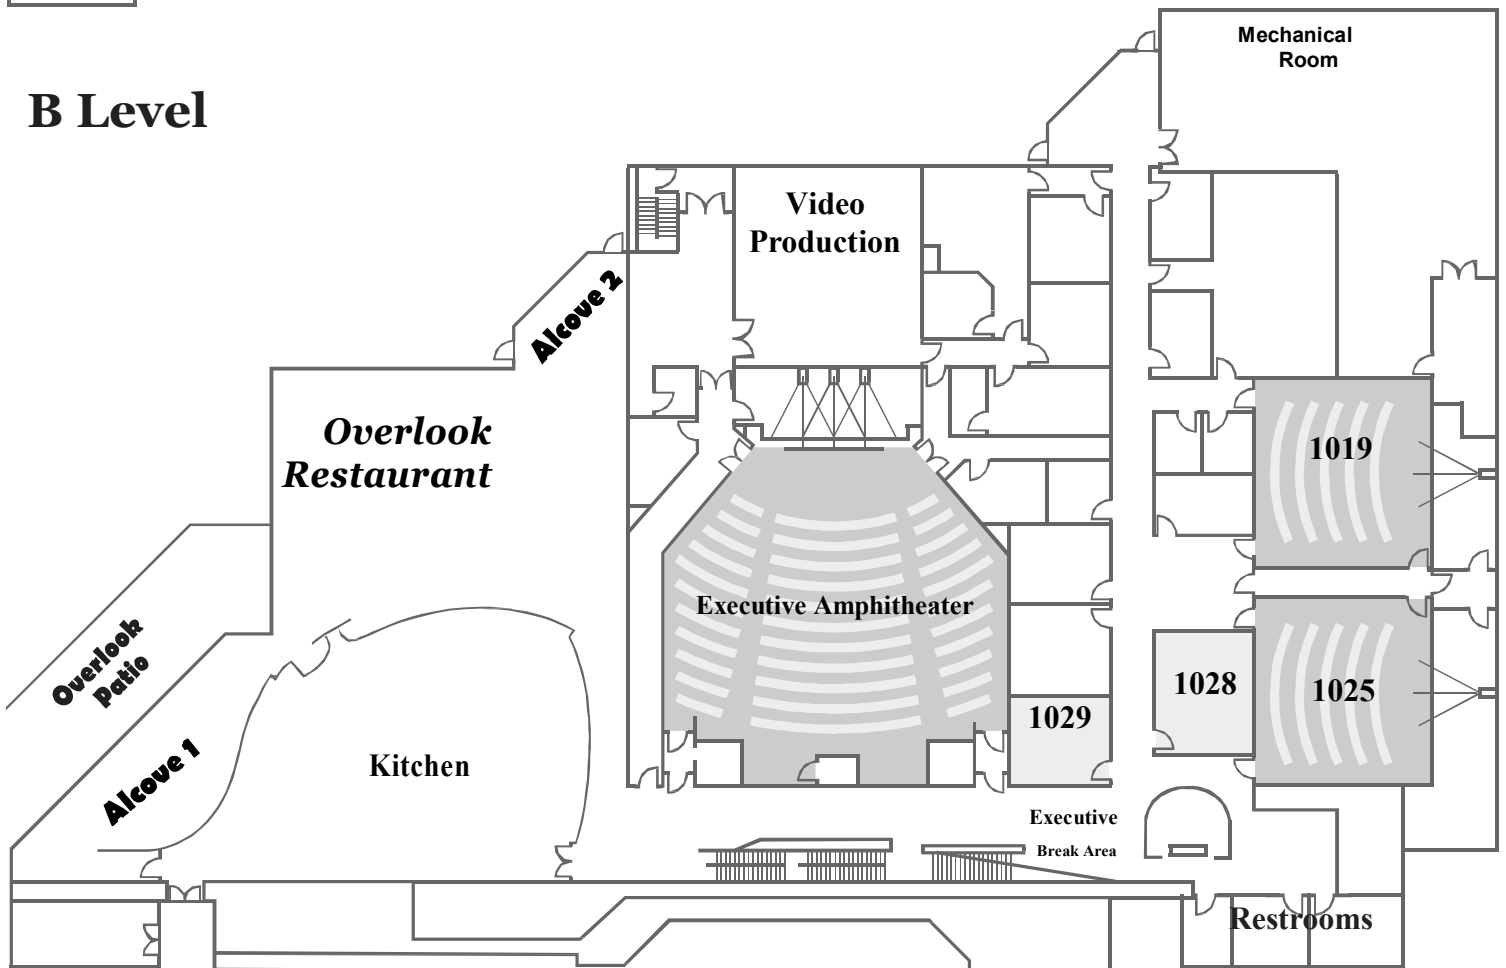 Mechanical
Room
B Level
Video
Production
Alcove 2
Overlook
Restaurant
1019
Executive Amphitheater
Overlook
Patio
1028
1025
1029
Kitchen
Alcove 1
Executive
Break Area
Restrooms